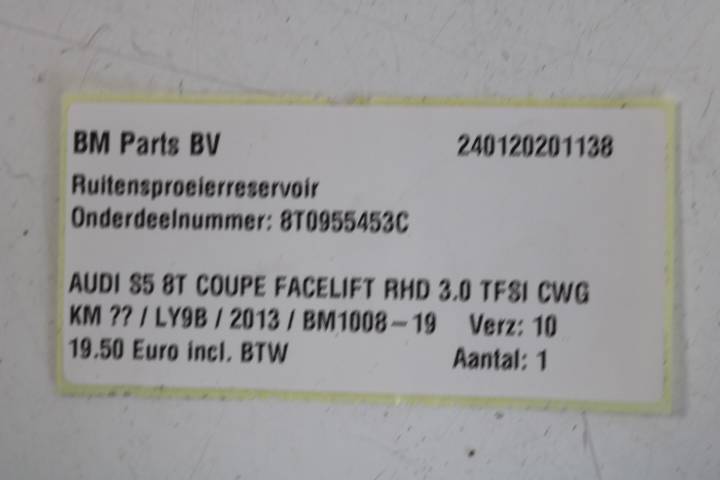 BM Parts BV 240120201138
Ruitensproeierreservoir
Onderdeelnummer: 8T0955453C
AUDI S5 8T COUPE FACELIFT RHD 3.0 TFSI CWG
KM ?? / LY9B / 2013 / BM1008-19 Verz: 10
19.50 Euro incl. BTW Aantal: 1